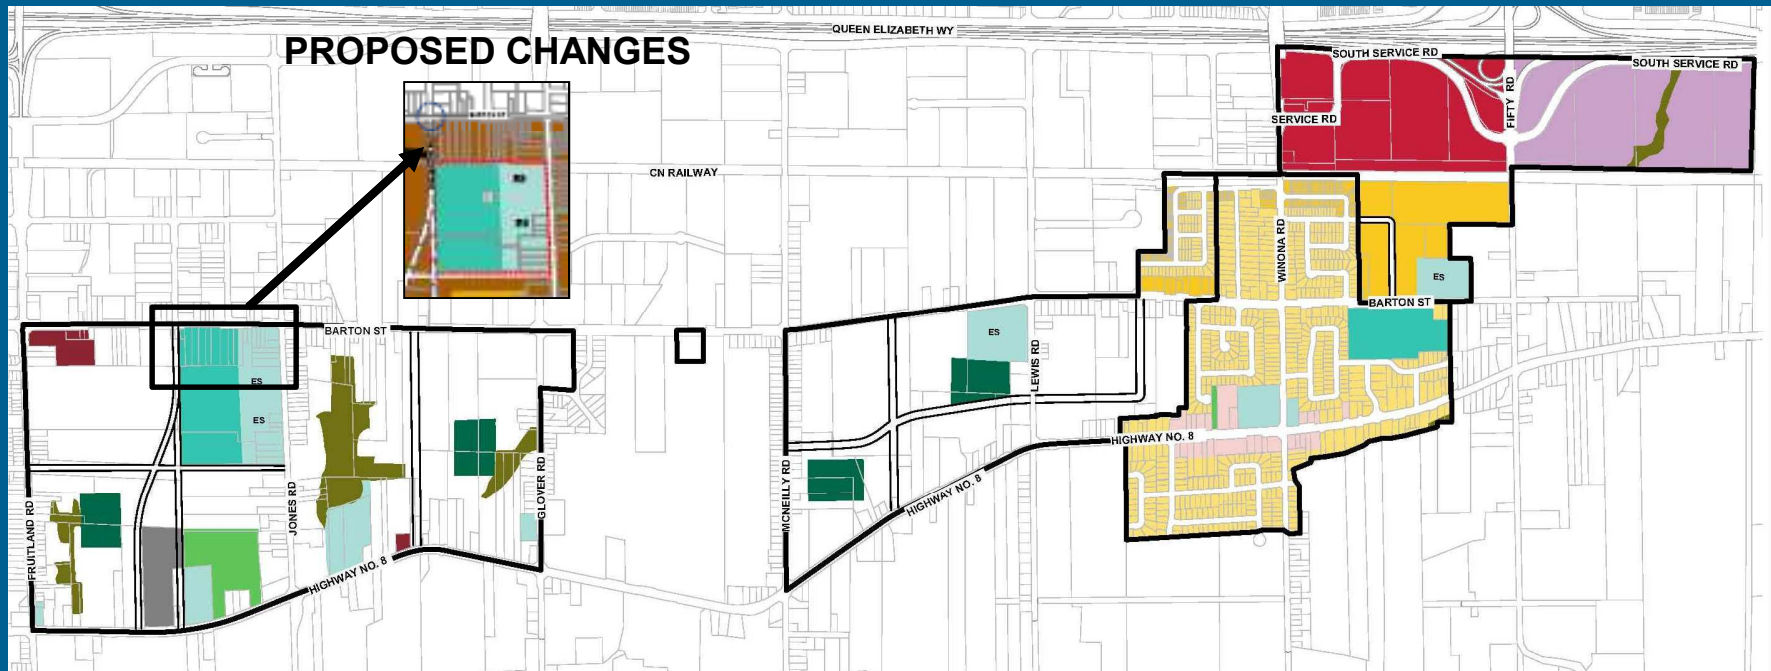 QUEEN ELIZABETH WY
PROPOSED CHANGES
SOUTH SERVICE RD
SOUTH SERVICE RD
FIFTY RD
SERVICE RD
CN RAILWAY
WINONA RD
ES
BARTON ST
BARTON ST
ES
LEWIS RD
ES
ES
HIGHWAY NO. 8
MCNEILLY RD
GLOVER RD
HIGHWAY NO. 8
JONES RD
FRUITLAND RD
HIGHWAY NO. 8